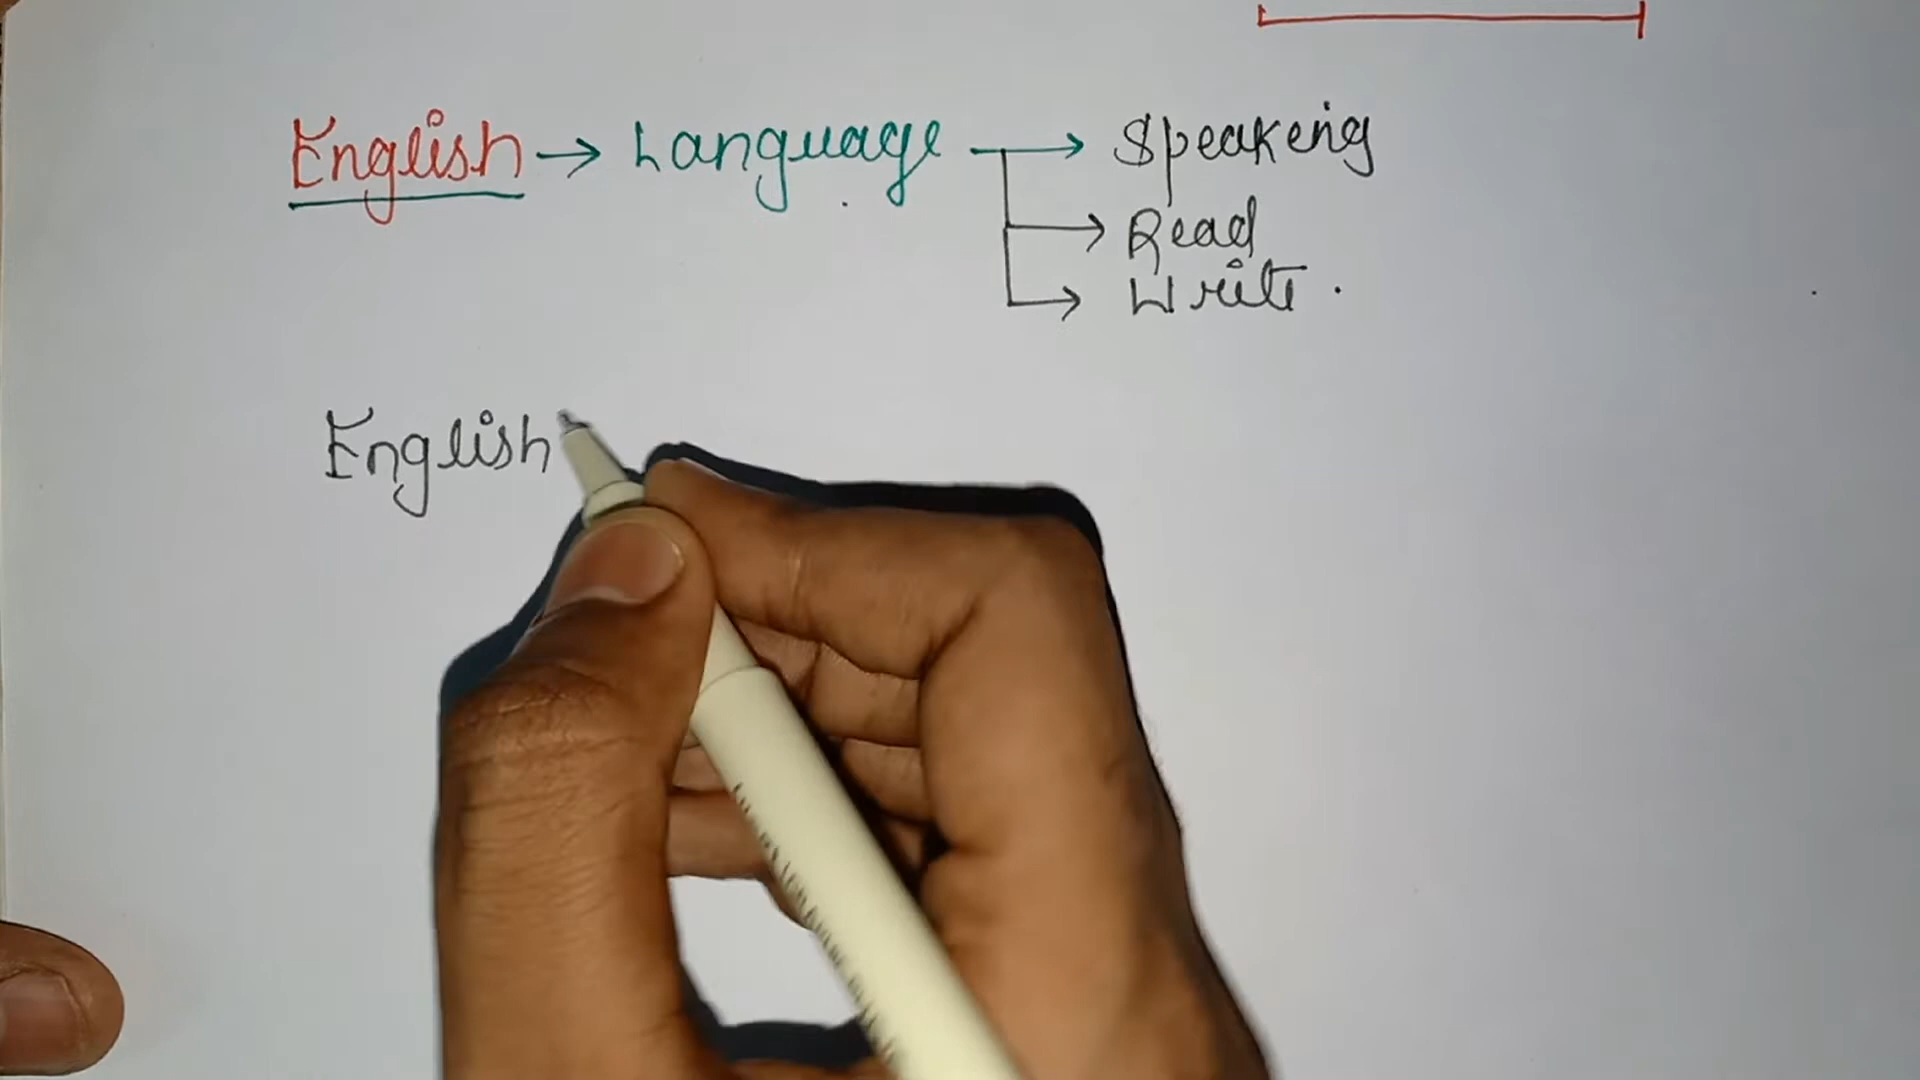 English → Language → Speakeing
→ Read
→ Write.
English